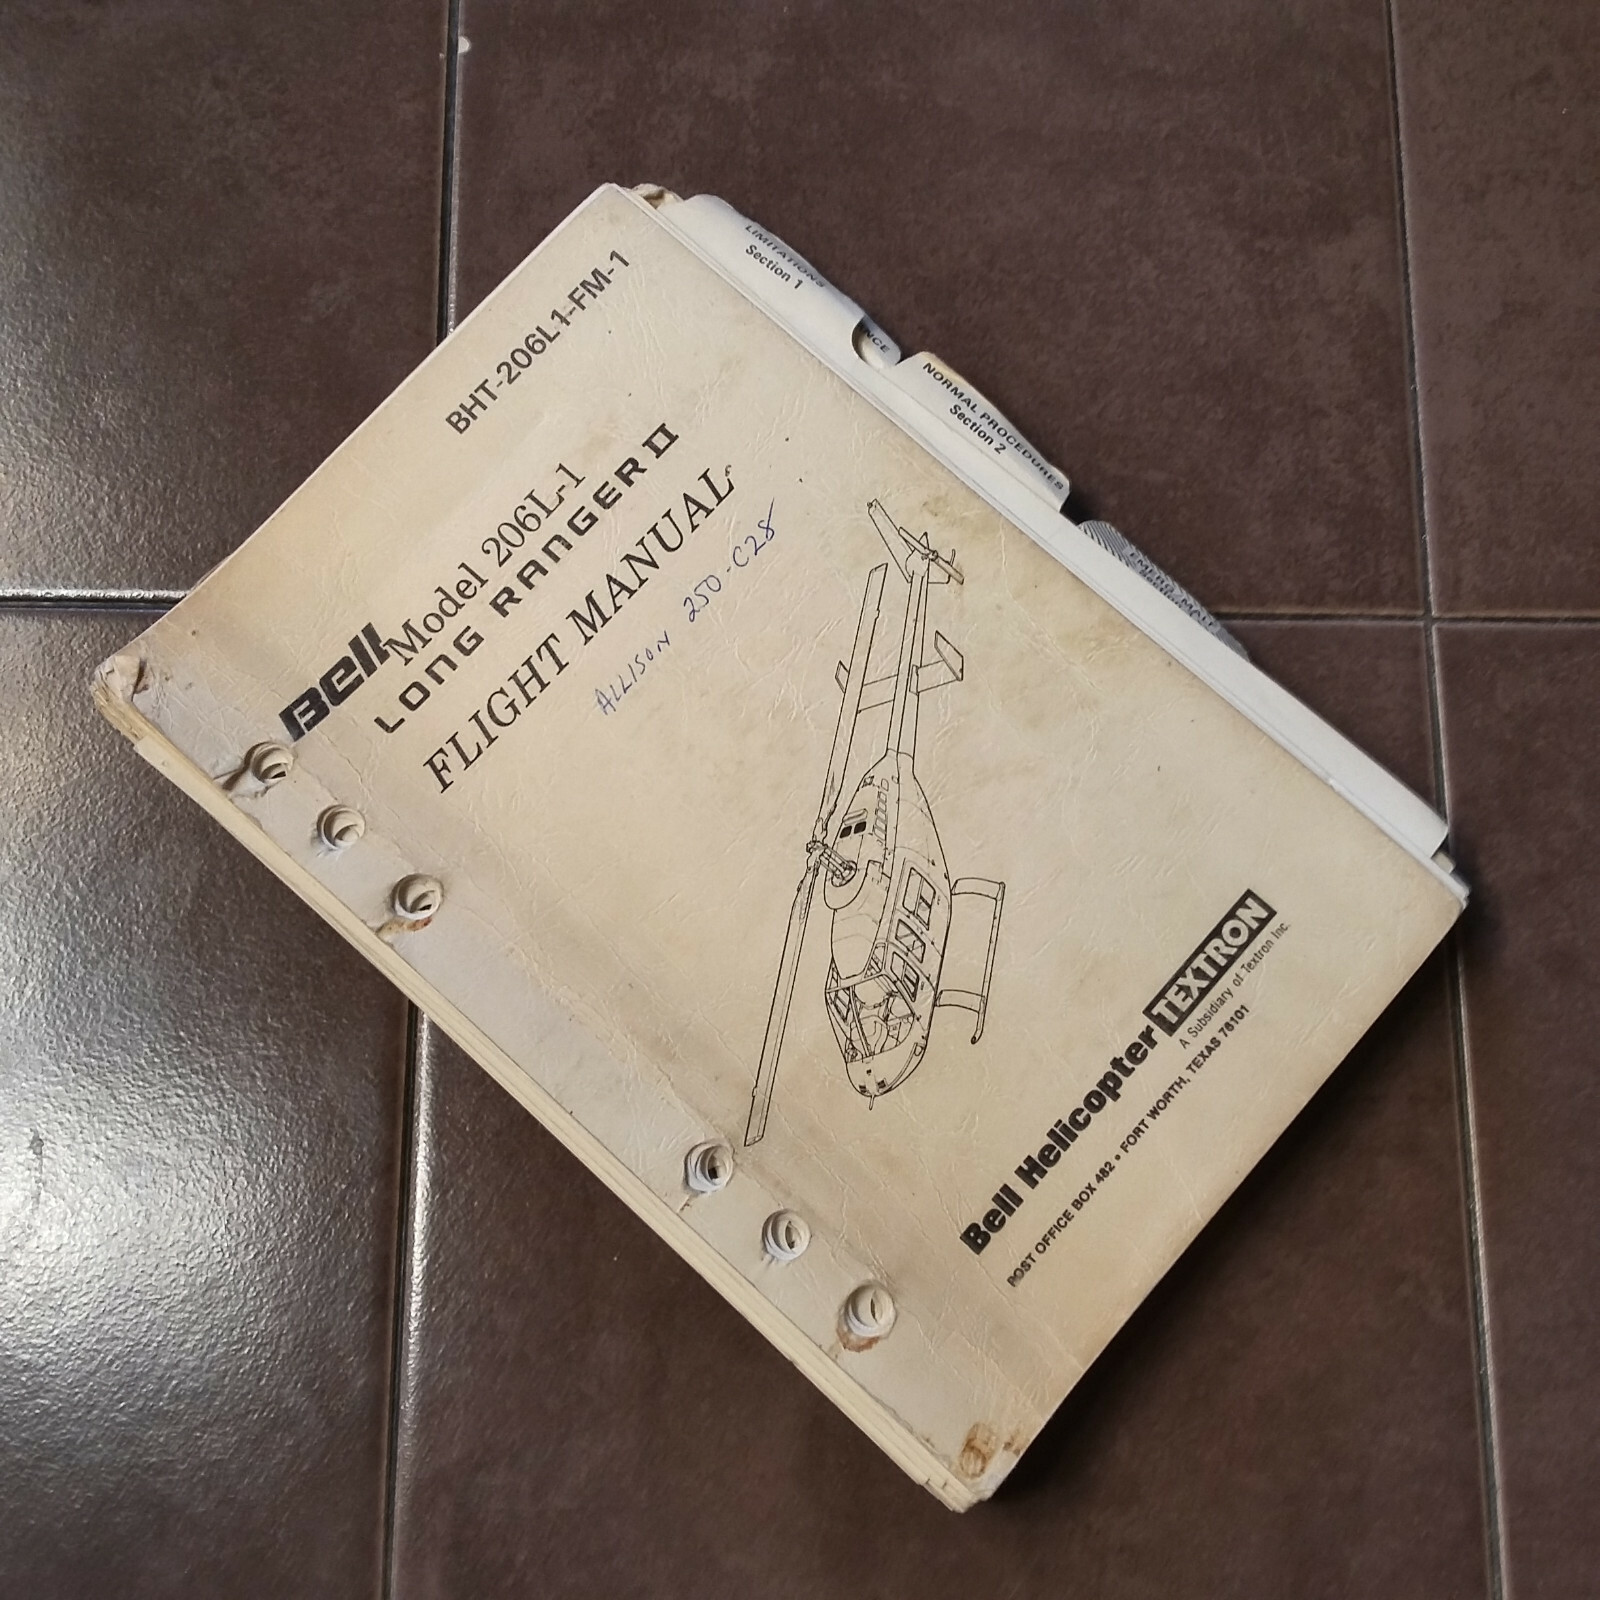 BHT-206L1-FM-1
Bell Model 206L-1
LONG RANGER II
FLIGHT MANUAL
ALLISON 250-C28
Bell Helicopter TEXTRON
A Subsidiary of Textron Inc.
POST OFFICE BOX 482 • FORT WORTH, TEXAS 76101
LIMITATIONS
Section 1
NORMAL PROCEDURES
Section 2